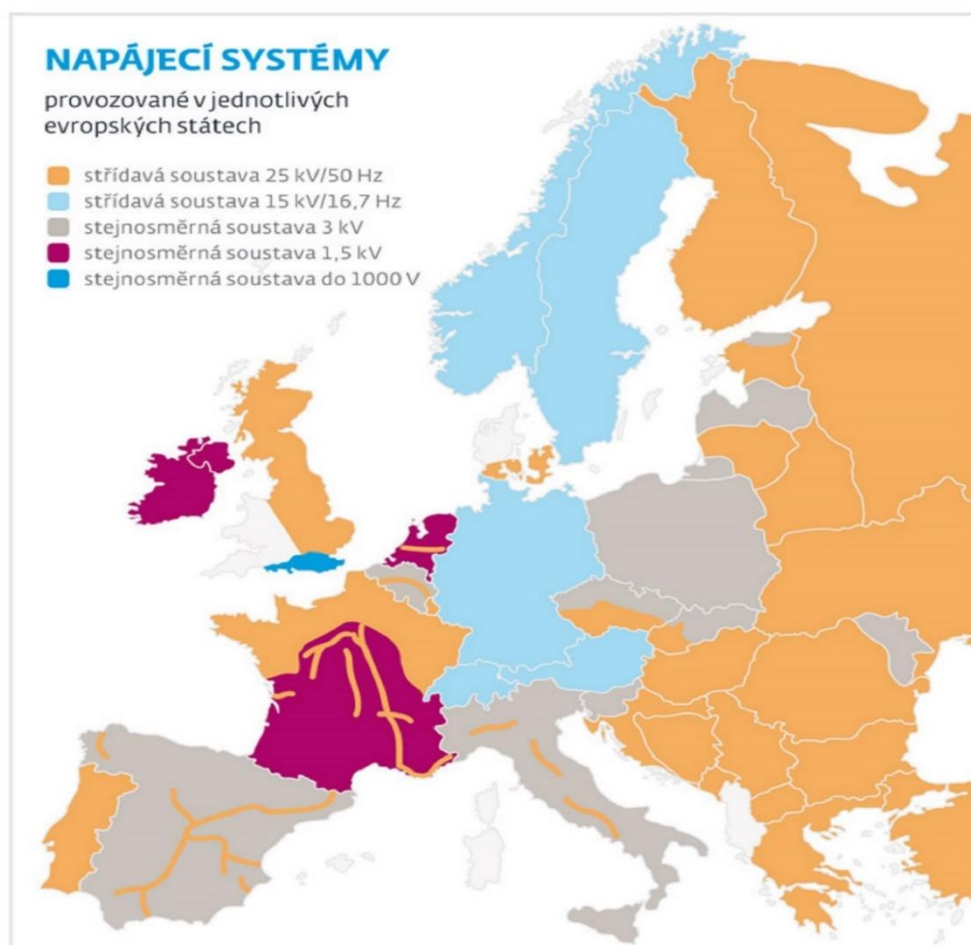 NAPÁJECÍ SYSTÉMY
provozované v jednotlivých
evropských státech
střídavá soustava 25 kV/50 Hz
střídavá soustava 15 kV/16,7 Hz
stejnosměrná soustava 3 kV
stejnosměrná soustava 1,5 kV
stejnosměrná soustava do 1000 V